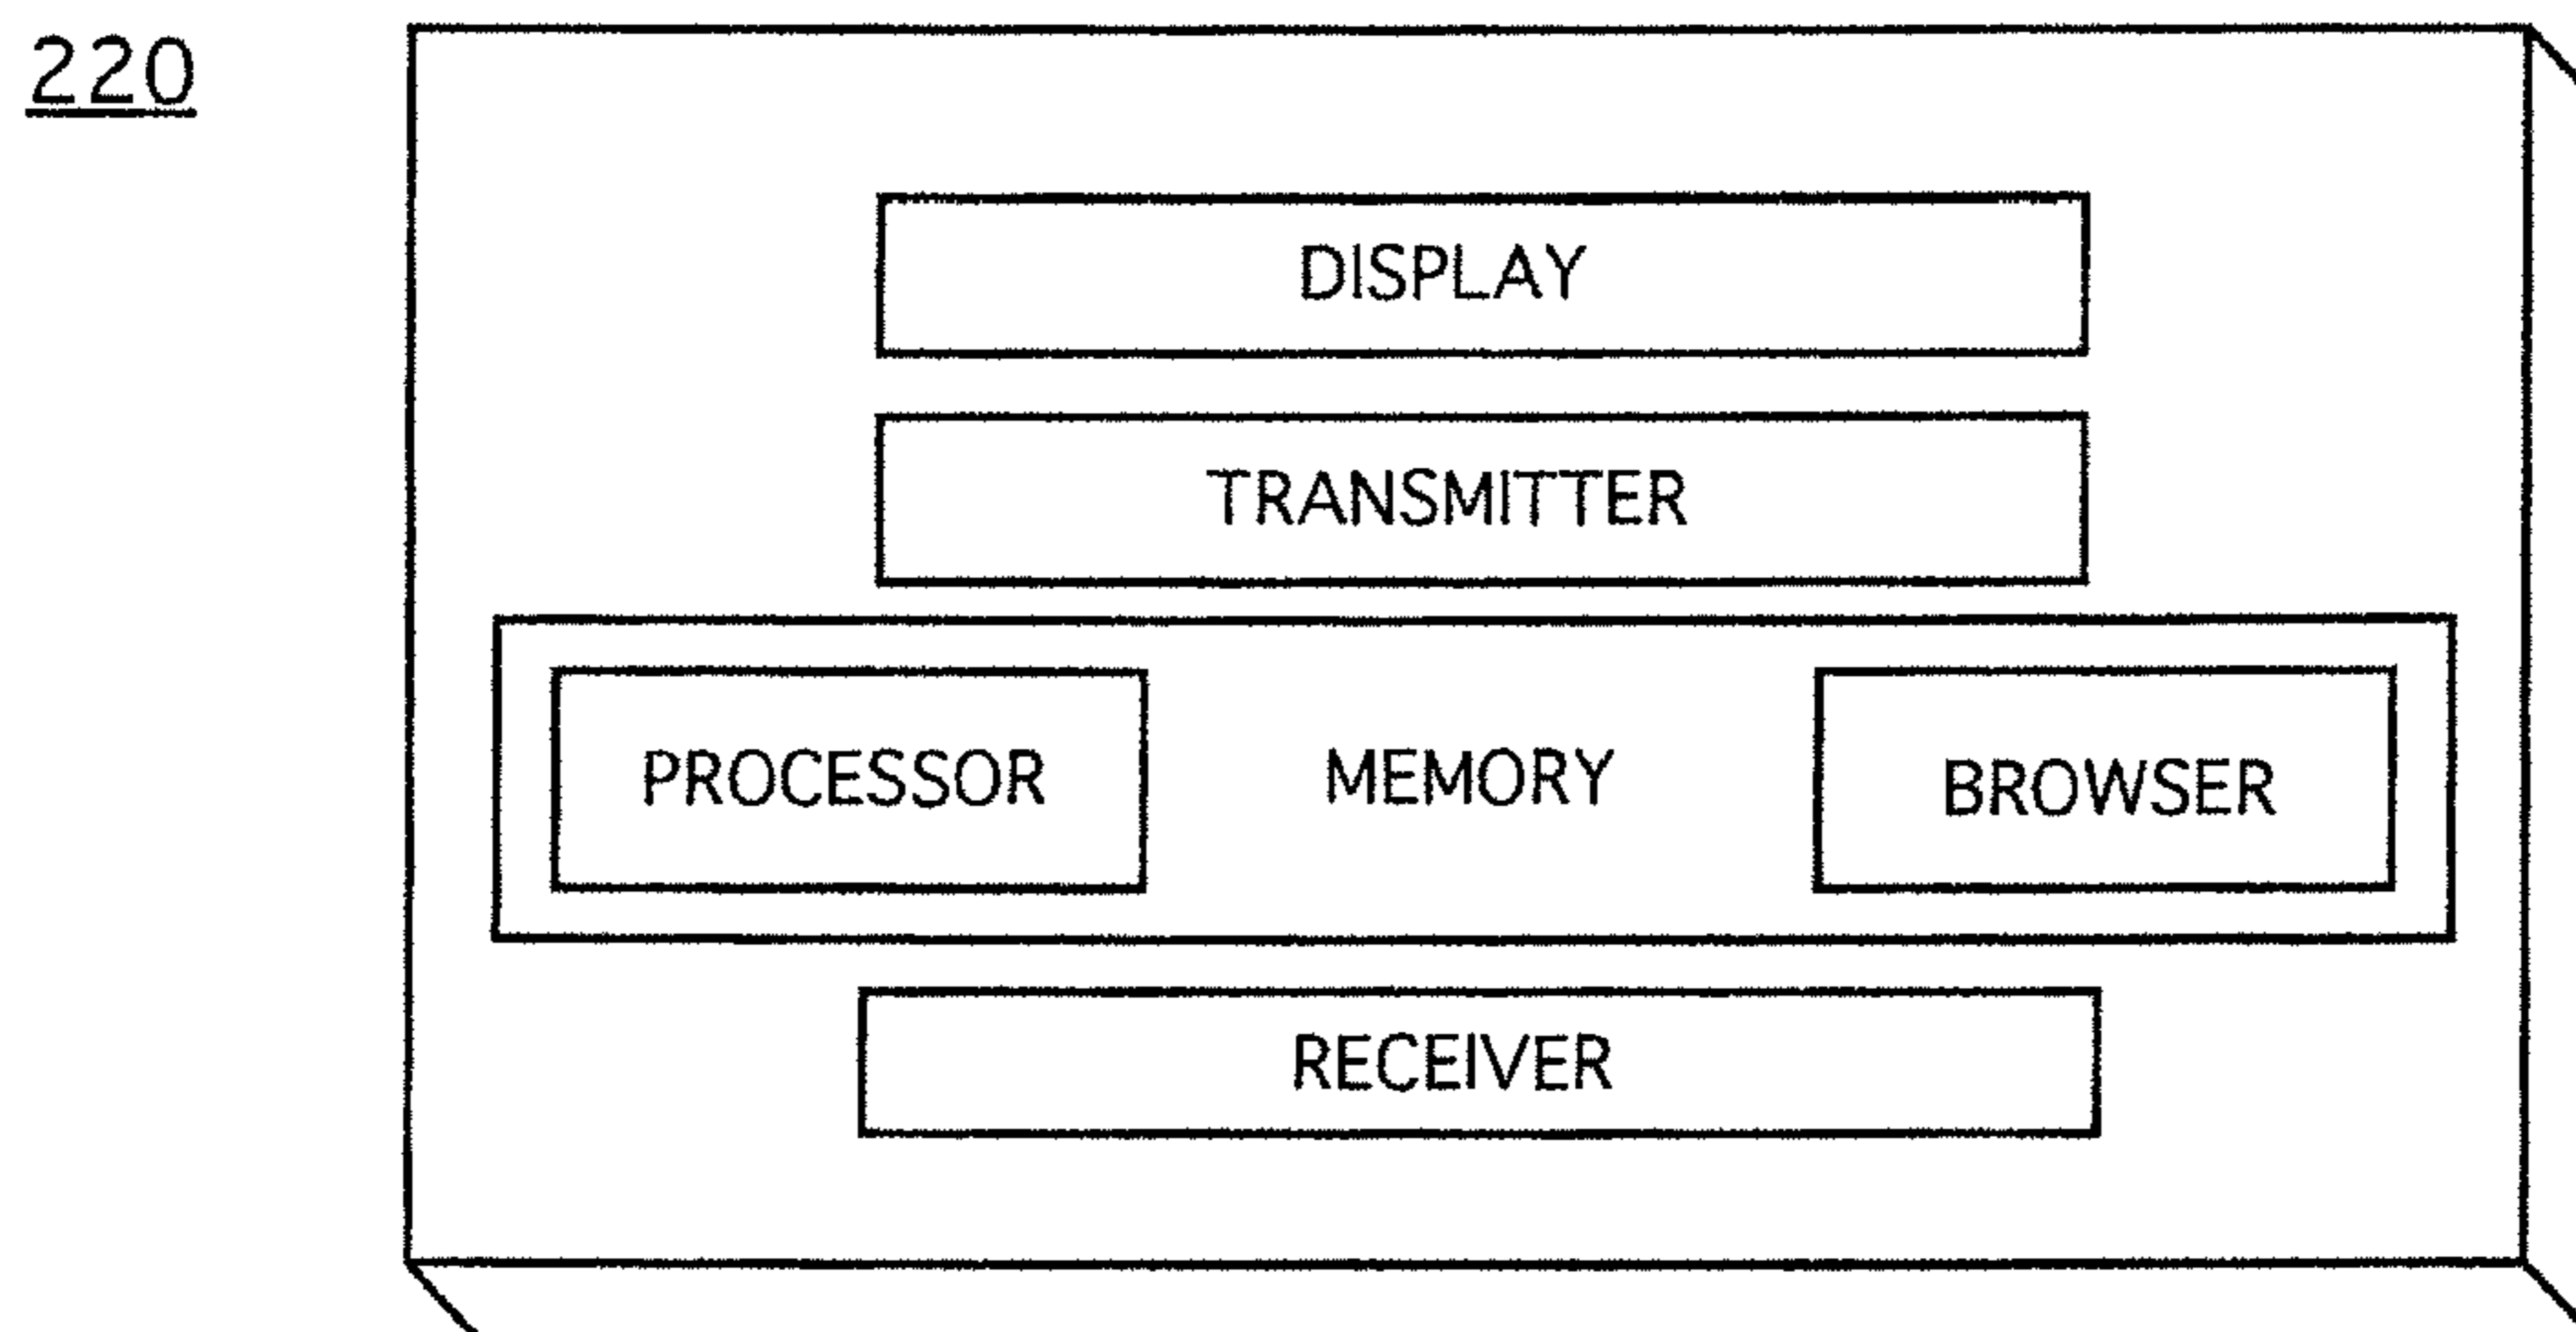 220
DISPLAY
TRANSMITTER
PROCESSOR MEMORY BROWSER
RECEIVER